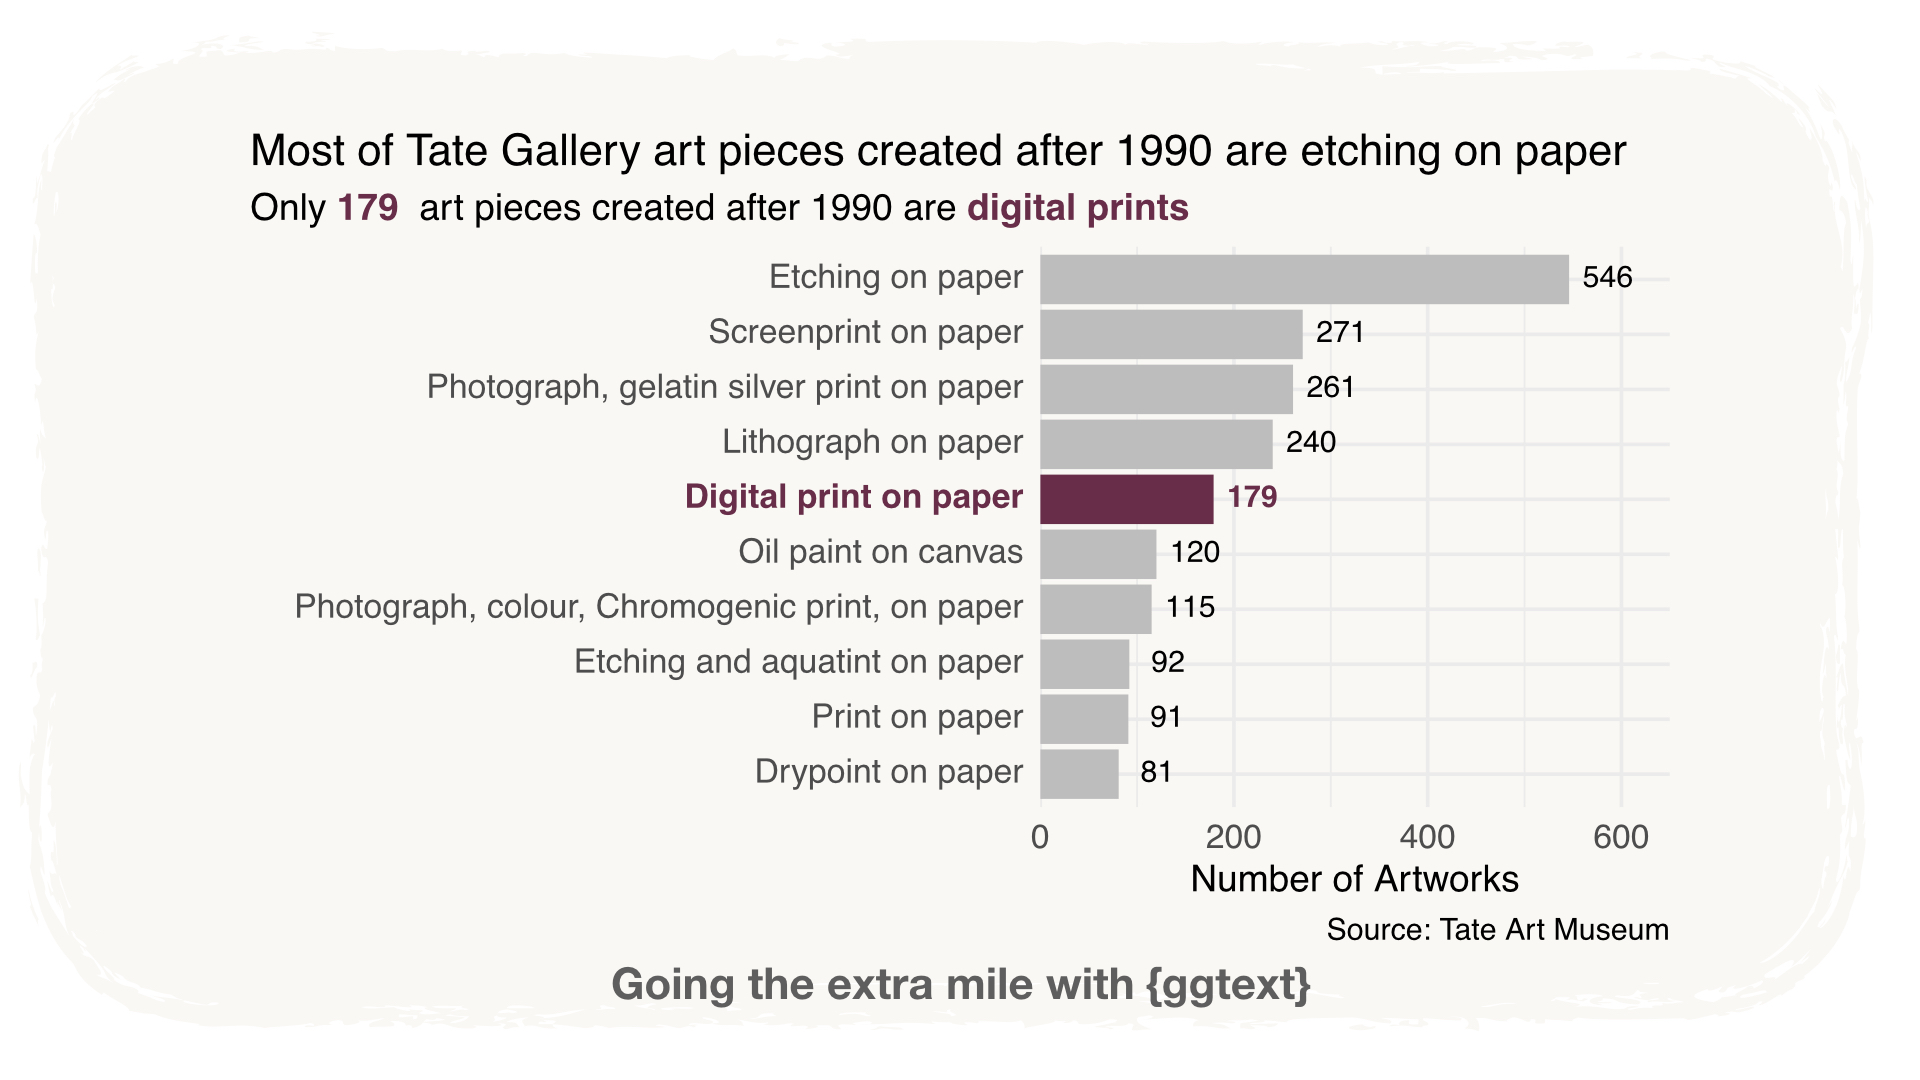 Most of Tate Gallery art pieces created after 1990 are etching on paper
Only 179 art pieces created after 1990 are digital prints
Etching on paper 546
Screenprint on paper 271
Photograph, gelatin silver print on paper 261
Lithograph on paper 240
Digital print on paper 179
Oil paint on canvas 120
Photograph, colour, Chromogenic print, on paper 115
Etching and aquatint on paper 92
Print on paper 91
Drypoint on paper 81
0 200 400 600
Number of Artworks
Source: Tate Art Museum
Going the extra mile with {ggtext}